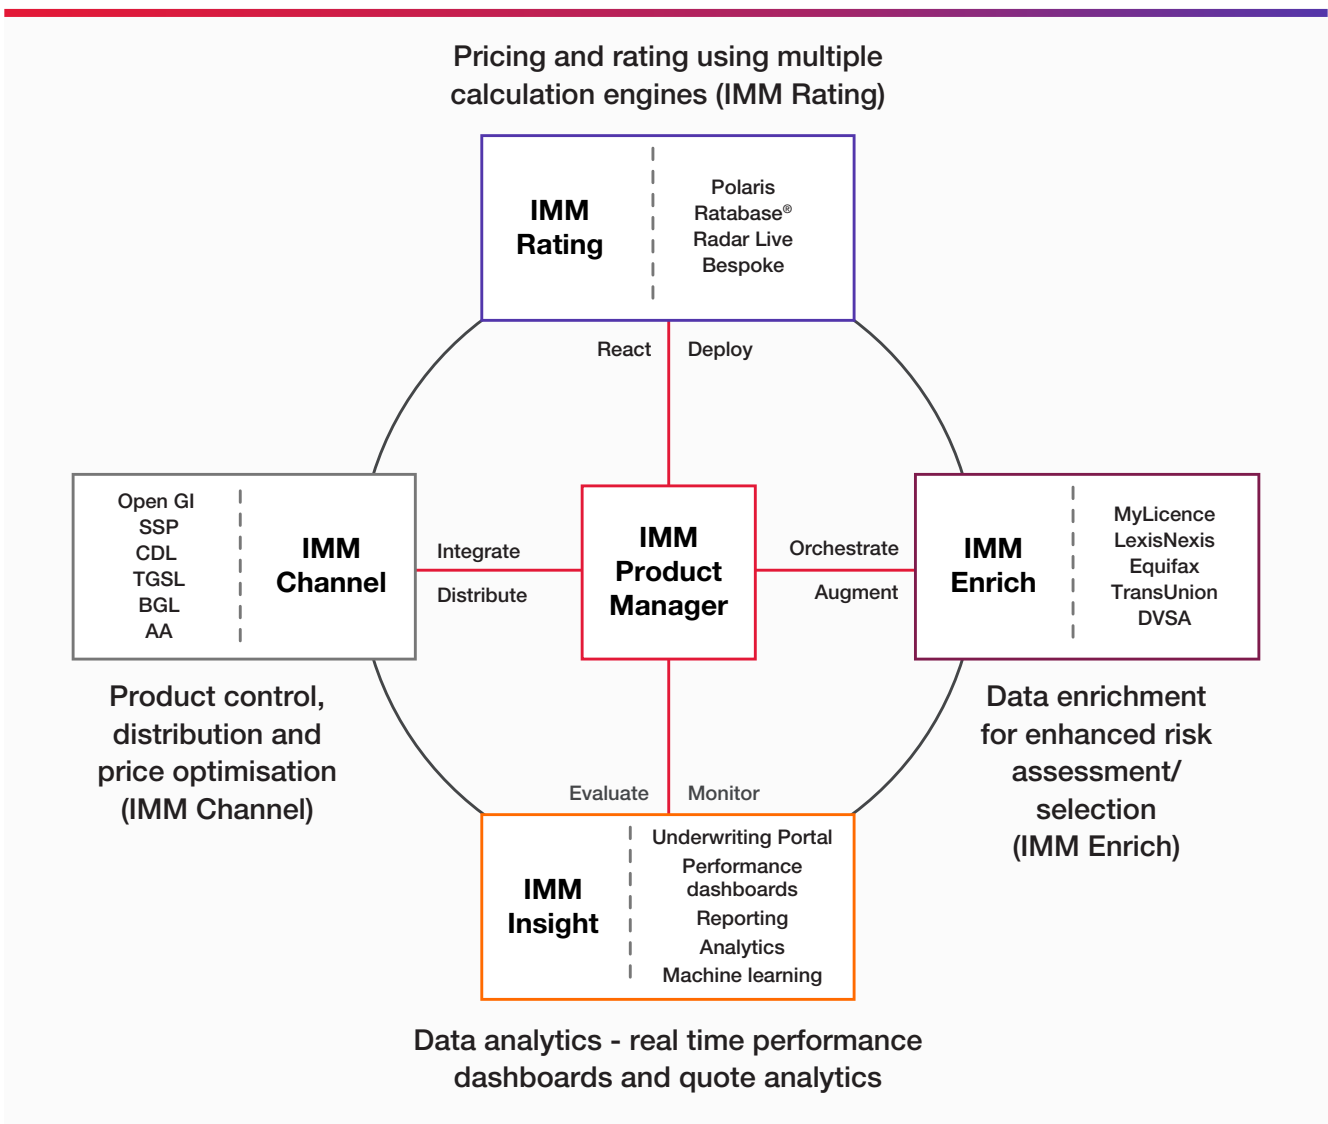 Pricing and rating using multiple
calculation engines (IMM Rating)
IMM
Rating
Polaris
Ratabase®
Radar Live
Bespoke
React
Deploy
Open GI
SSP
CDL
TGSL
BGL
AA
IMM
Channel
Integrate
Distribute
IMM
Product
Manager
Orchestrate
Augment
IMM
Enrich
MyLicence
LexisNexis
Equifax
TransUnion
DVSA
Product control,
distribution and
price optimisation
(IMM Channel)
Data enrichment
for enhanced risk
assessment/
selection
(IMM Enrich)
Evaluate
Monitor
IMM
Insight
Underwriting Portal
Performance
dashboards
Reporting
Analytics
Machine learning
Data analytics - real time performance
dashboards and quote analytics